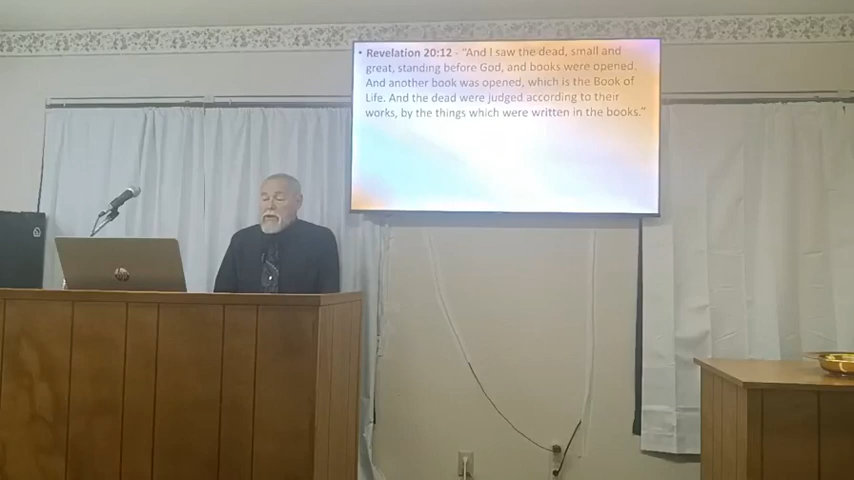 • Revelation 20:12 - “And I saw the dead, small and
great, standing before God, and books were opened.
And another book was opened, which is the Book of
Life. And the dead were judged according to their
works, by the things which were written in the books.”
hp